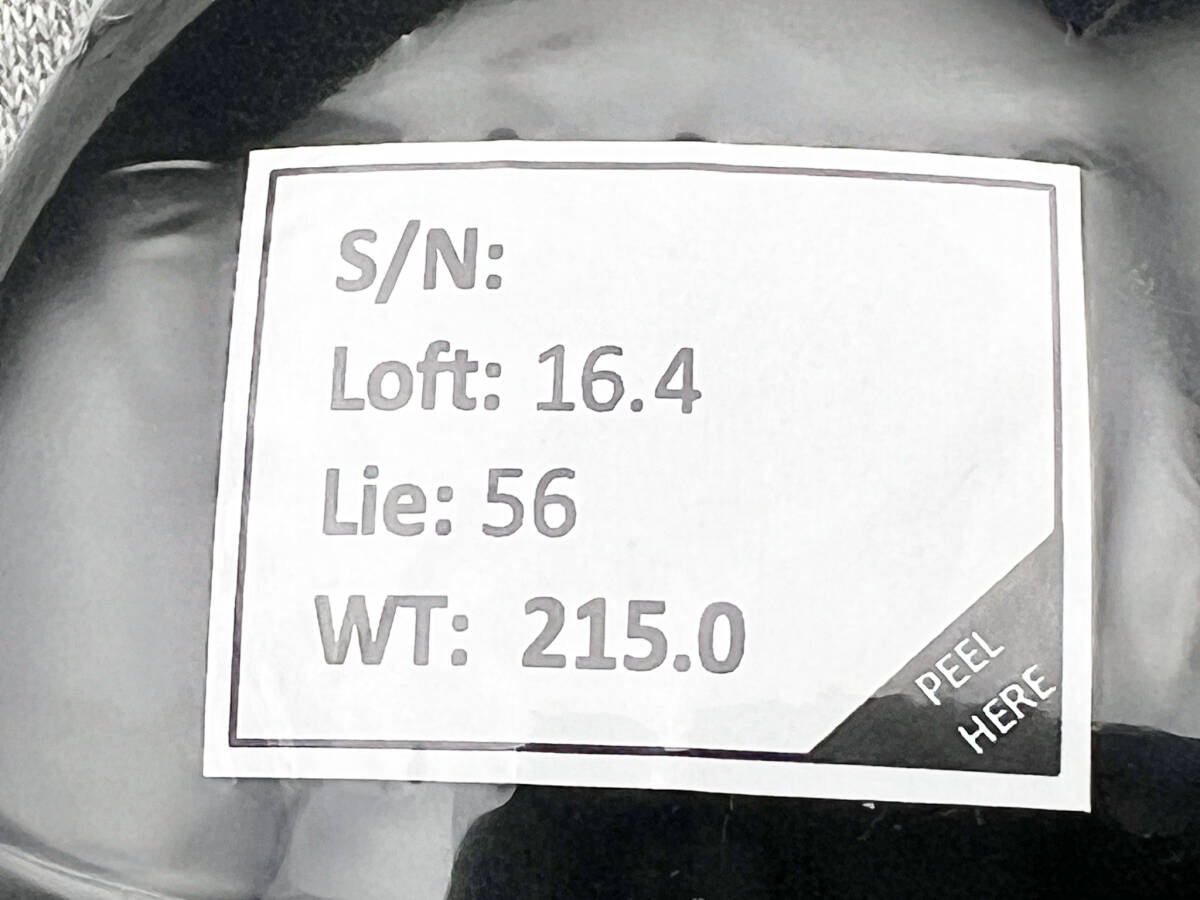 S/N:
Loft: 16.4
Lie: 56
WT: 215.0
PEEL
HERE